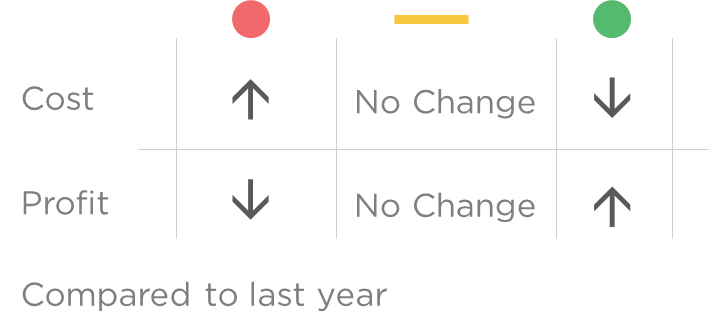 Cost No Change
Profit No Change
Compared to last year